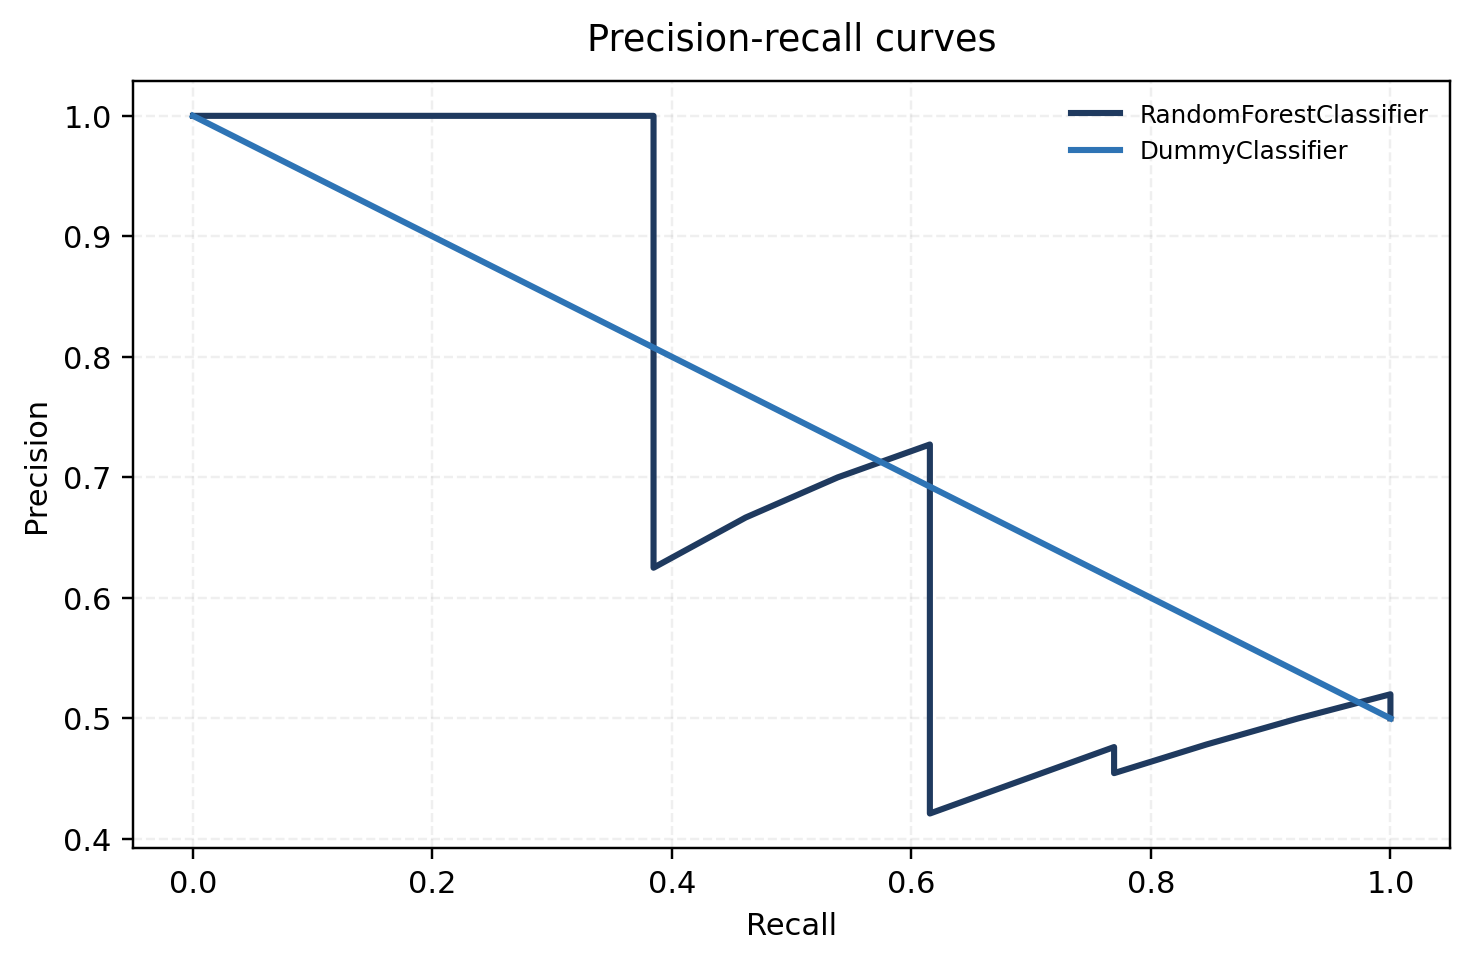 Precision-recall curves
RandomForestClassifier
DummyClassifier
1.0
0.9
0.8
0.7
0.6
0.5
0.4
Precision
0.0 0.2 0.4 0.6 0.8 1.0
Recall